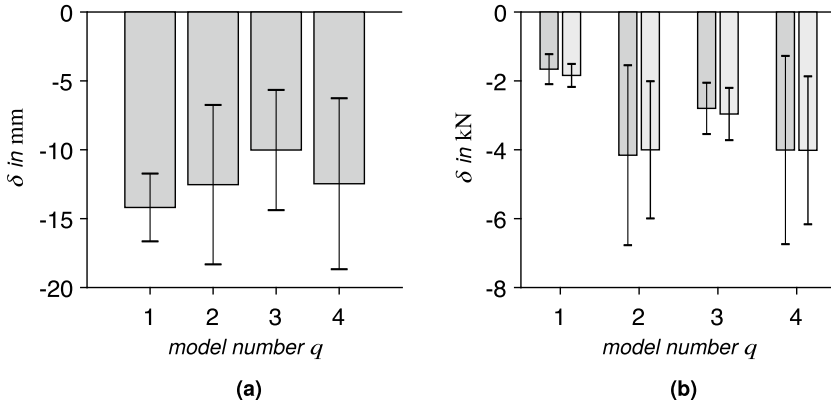 0
-5
-10
-15
-20
δ in mm
1 2 3 4
model number q
(a)
0
-2
-4
-6
-8
δ in kN
1 2 3 4
model number q
(b)